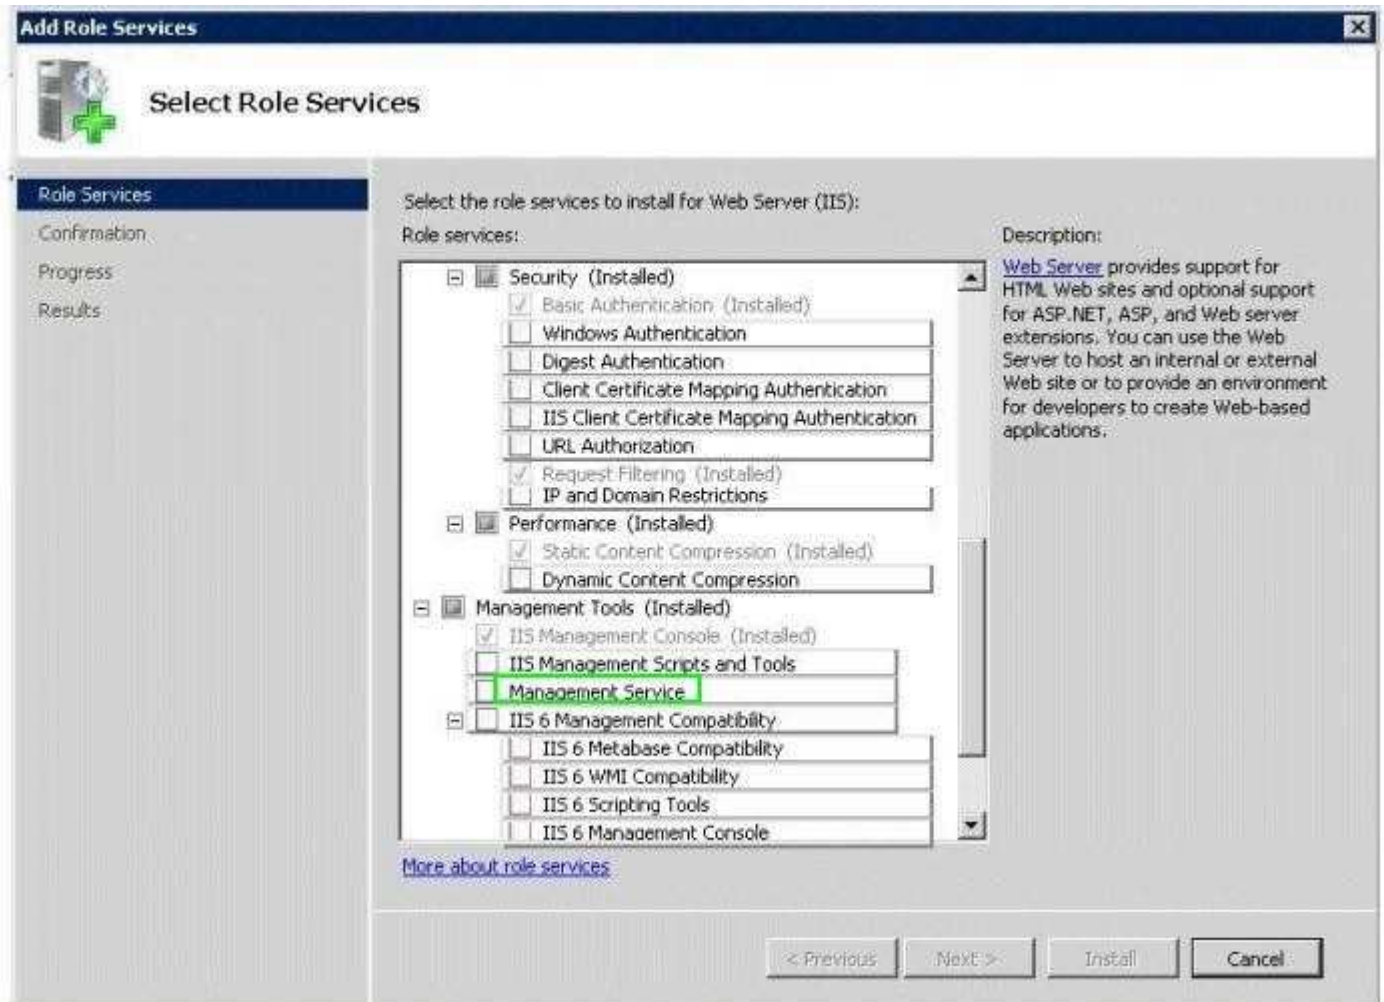 Add Role Services
Select Role Services
Role Services
Confirmation
Progress
Results
Select the role services to install for Web Server (IIS):
Role services:
Security (Installed)
Basic Authentication (Installed)
Windows Authentication
Digest Authentication
Client Certificate Mapping Authentication
IIS Client Certificate Mapping Authentication
URL Authorization
Request Filtering (Installed)
IP and Domain Restrictions
Performance (Installed)
Static Content Compression (Installed)
Dynamic Content Compression
Management Tools (Installed)
IIS Management Console (Installed)
IIS Management Scripts and Tools
Management Service
IIS 6 Management Compatibility
IIS 6 Metabase Compatibility
IIS 6 WMI Compatibility
IIS 6 Scripting Tools
IIS 6 Management Console
More about role services
Description:
Web Server provides support for
HTML Web sites and optional support
for ASP.NET, ASP, and Web server
extensions. You can use the Web
Server to host an internal or external
Web site or to provide an environment
for developers to create Web-based
applications.
< Previous
Next >
Install
Cancel